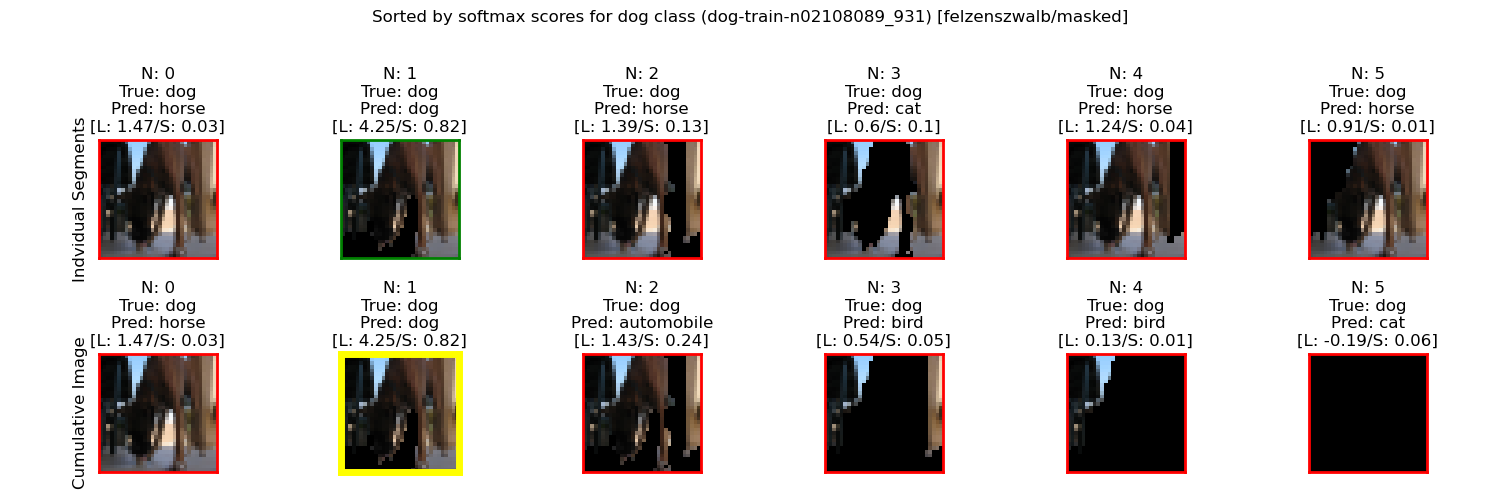 Sorted by softmax scores for dog class (dog-train-n02108089_931) [felzenszwalb/masked]
Indvidual Segments
N: 0
True: dog
Pred: horse
[L: 1.47/S: 0.03]
N: 1
True: dog
Pred: dog
[L: 4.25/S: 0.82]
N: 2
True: dog
Pred: horse
[L: 1.39/S: 0.13]
N: 3
True: dog
Pred: cat
[L: 0.6/S: 0.1]
N: 4
True: dog
Pred: horse
[L: 1.24/S: 0.04]
N: 5
True: dog
Pred: horse
[L: 0.91/S: 0.01]
Cumulative Image
N: 0
True: dog
Pred: horse
[L: 1.47/S: 0.03]
N: 1
True: dog
Pred: dog
[L: 4.25/S: 0.82]
N: 2
True: dog
Pred: automobile
[L: 1.43/S: 0.24]
N: 3
True: dog
Pred: bird
[L: 0.54/S: 0.05]
N: 4
True: dog
Pred: bird
[L: 0.13/S: 0.01]
N: 5
True: dog
Pred: cat
[L: -0.19/S: 0.06]